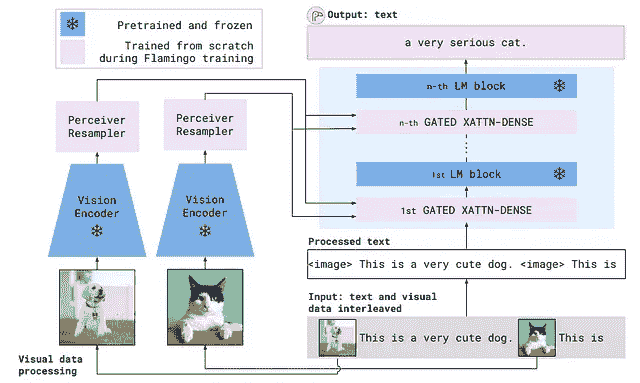 Pretrained and frozen
Trained from scratch
during Flamingo training
Output: text
a very serious cat.
n-th LM block
n-th GATED XATTN-DENSE
1st LM block
1st GATED XATTN-DENSE
Perceiver
Resampler
Perceiver
Resampler
Vision
Encoder
Vision
Encoder
Processed text
<image> This is a very cute dog. <image> This is
Input: text and visual
data interleaved
This is a very cute dog.
This is
Visual data
processing